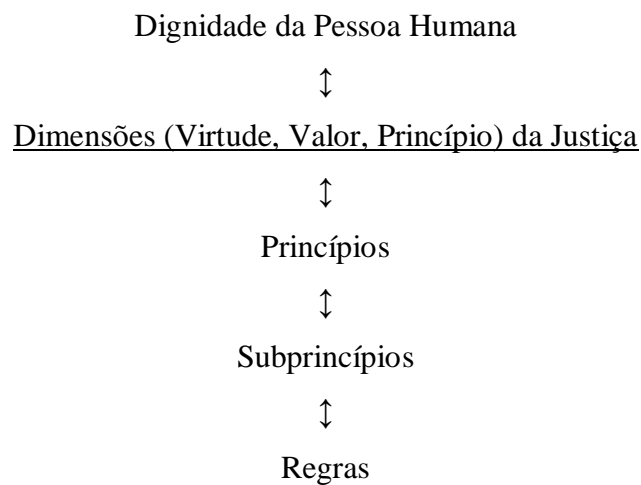 Dignidade da Pessoa Humana
↕
Dimensões (Virtude, Valor, Princípio) da Justiça
↕
Princípios
↕
Subprincípios
↕
Regras